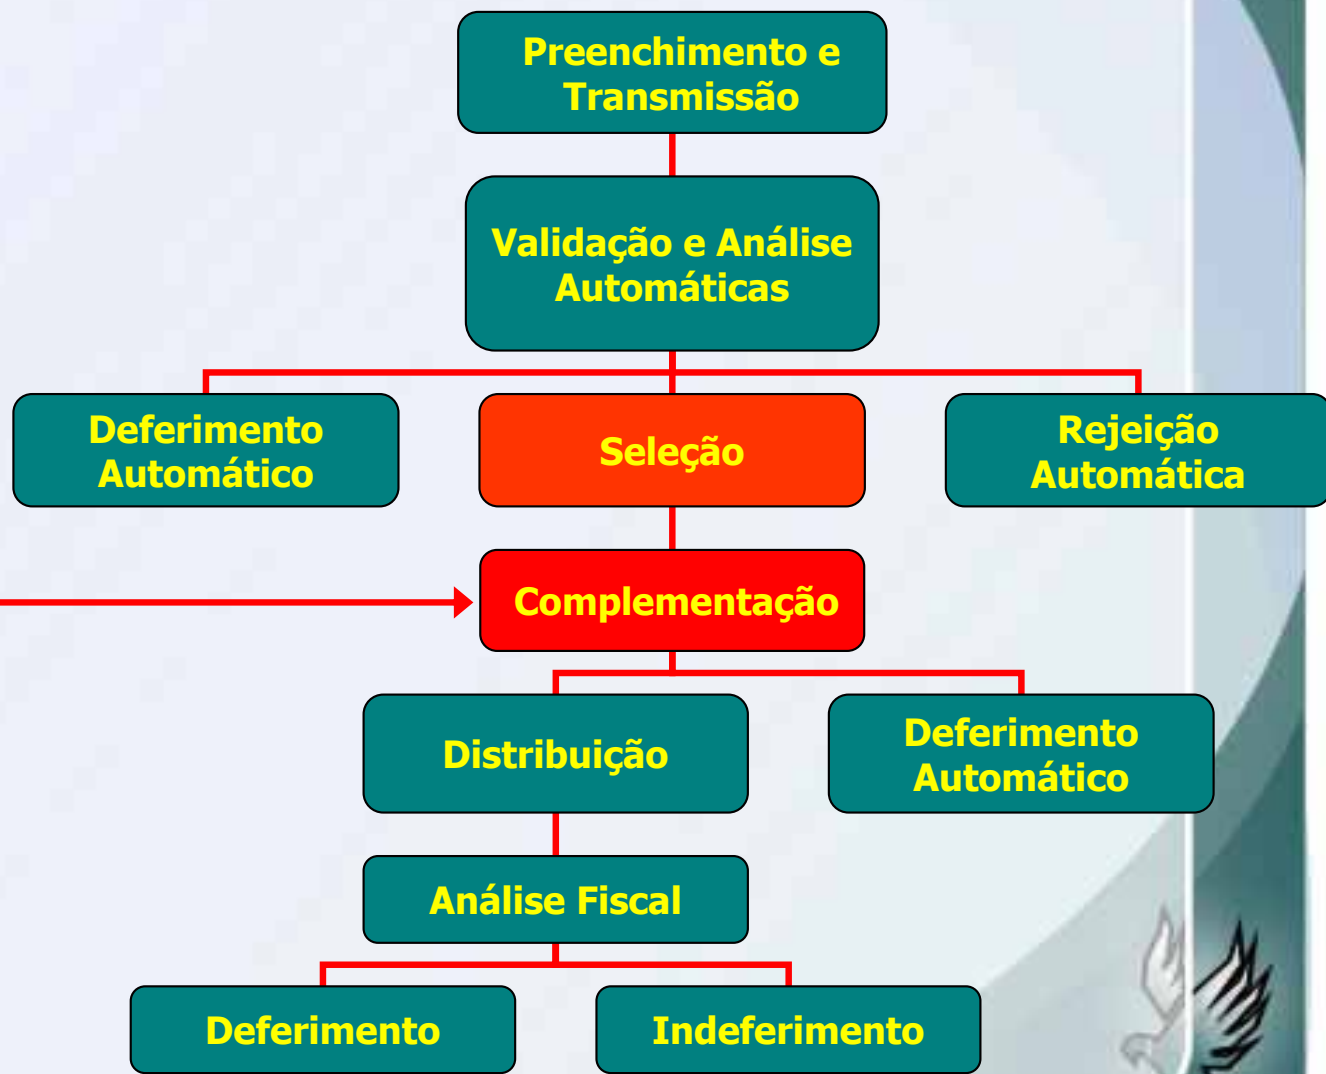 Preenchimento e
Transmissão
Validação e Análise
Automáticas
Deferimento
Automático
Seleção
Rejeição
Automática
Complementação
Distribuição
Deferimento
Automático
Análise Fiscal
Deferimento
Indeferimento